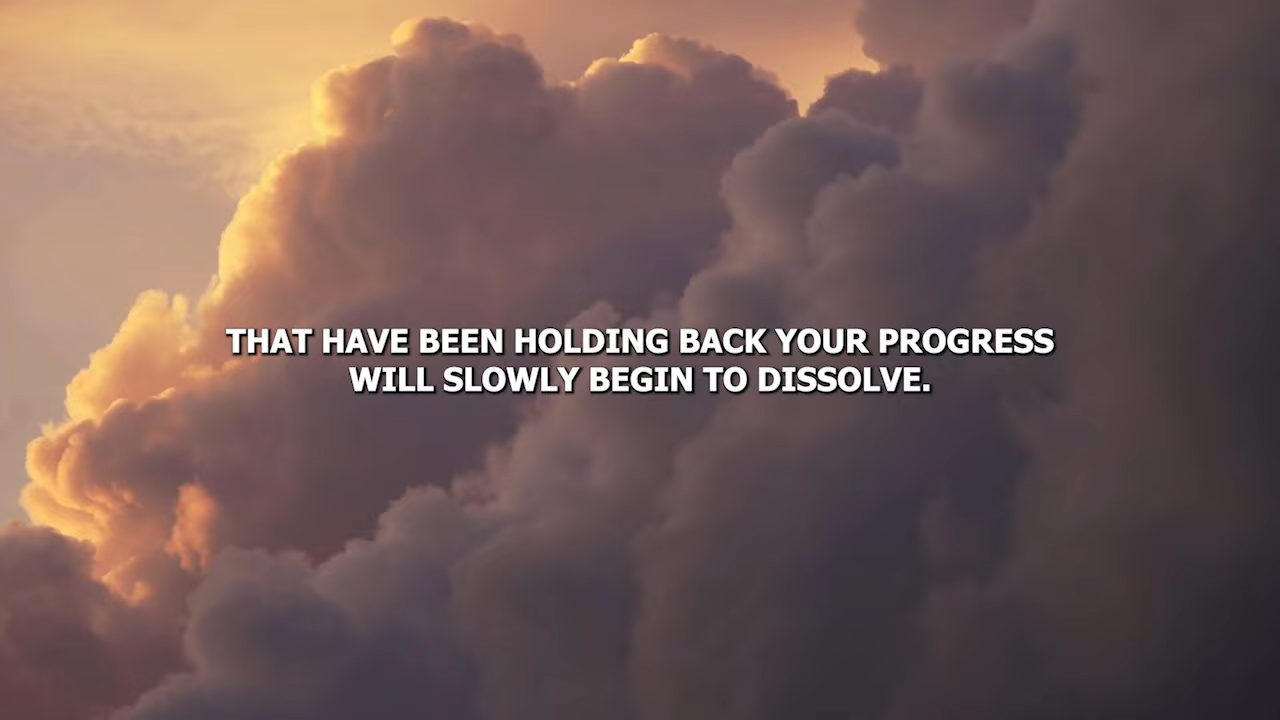 THAT HAVE BEEN HOLDING BACK YOUR PROGRESS
WILL SLOWLY BEGIN TO DISSOLVE.